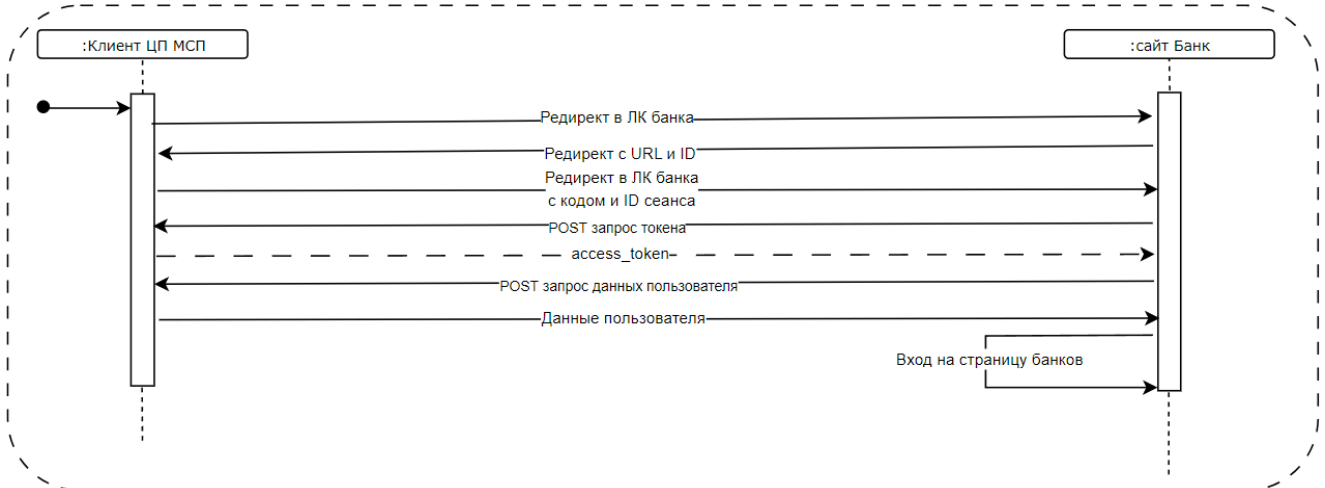 :Клиент ЦП МСП
:сайт Банк
Редирект в ЛК банка
Редирект с URL и ID
Редирект в ЛК банка
с кодом и ID сеанса
POST запрос токена
access_token
POST запрос данных пользователя
Данные пользователя
Вход на страницу банков